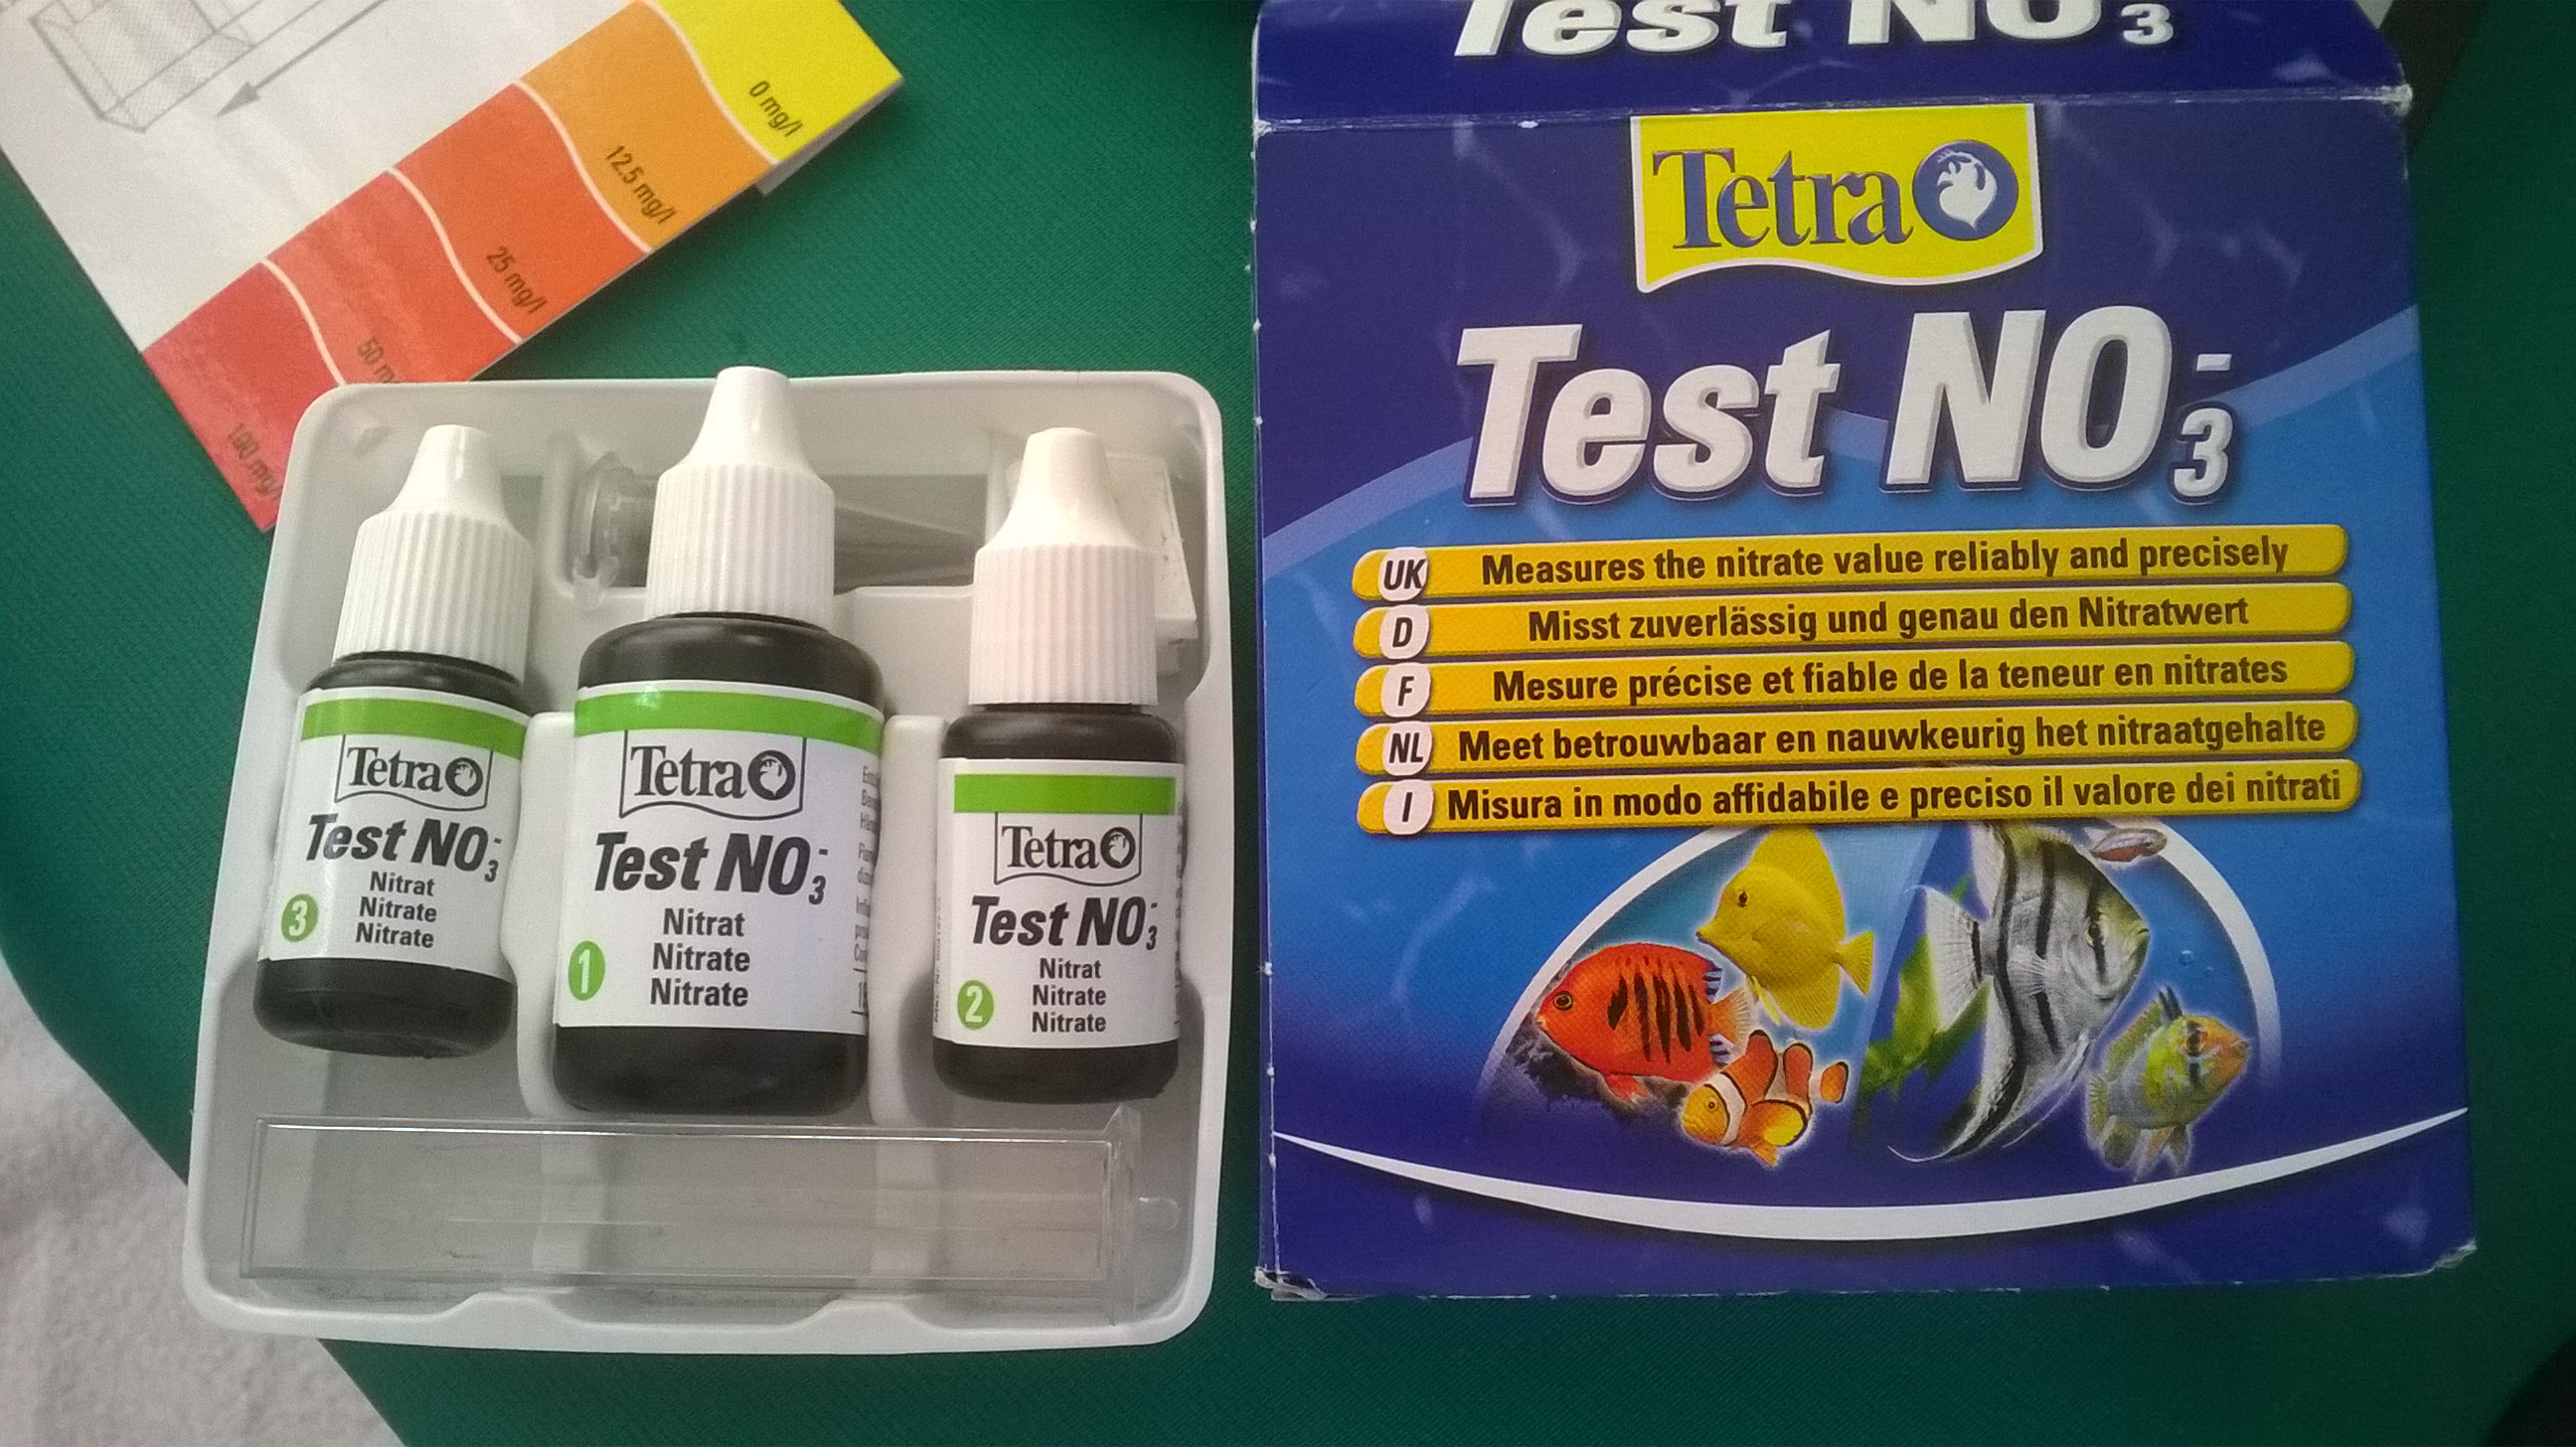 0 mg/l
12.5 mg/l
25 mg/l
50 m
100 mg/l
Tetra
Test NO₃⁻
Nitrat
Nitrate
Nitrate
3
Tetra
Test NO₃⁻
Nitrat
Nitrate
Nitrate
1
Tetra
Test NO₃⁻
Nitrat
Nitrate
Nitrate
2
Test NO₃
Tetra
Test NO₃⁻
UK Measures the nitrate value reliably and precisely
D Misst zuverlässig und genau den Nitratwert
F Mesure précise et fiable de la teneur en nitrates
NL Meet betrouwbaar en nauwkeurig het nitraatgehalte
I Misura in modo affidabile e preciso il valore dei nitrati